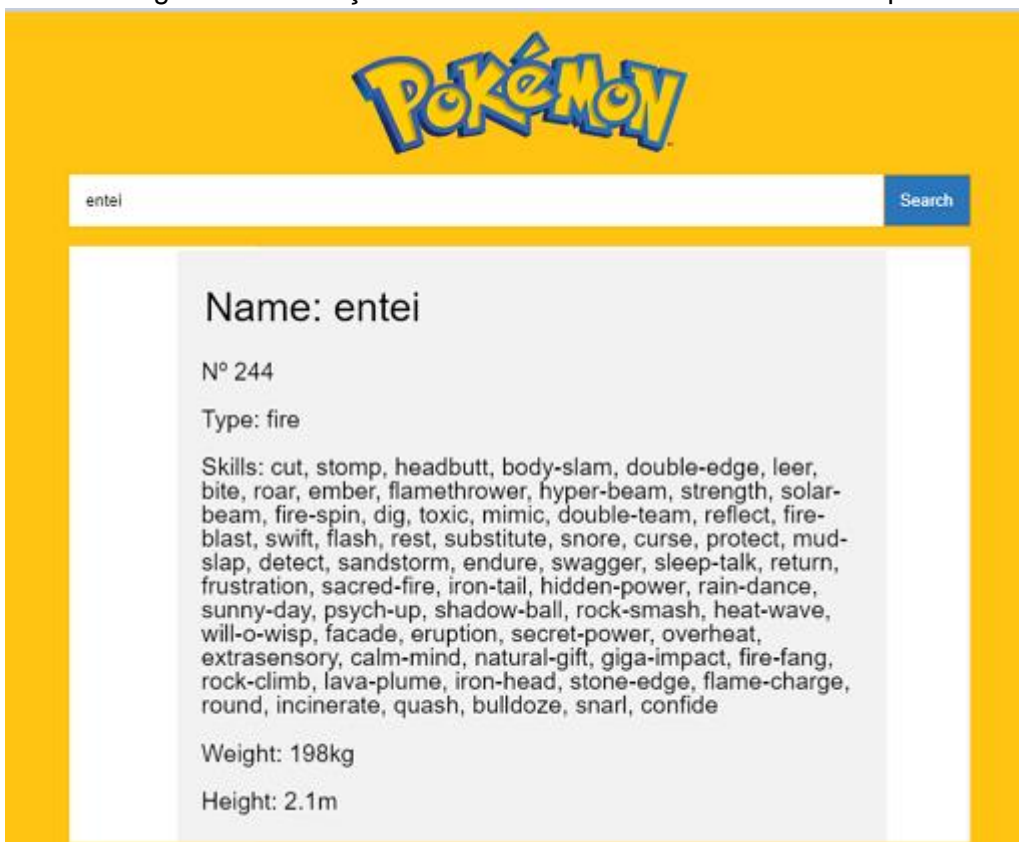 Pokémon
entei
Search
Name: entei
Nº 244
Type: fire
Skills: cut, stomp, headbutt, body-slam, double-edge, leer,
bite, roar, ember, flamethrower, hyper-beam, strength, solar-
beam, fire-spin, dig, toxic, mimic, double-team, reflect, fire-
blast, swift, flash, rest, substitute, snore, curse, protect, mud-
slap, detect, sandstorm, endure, swagger, sleep-talk, return,
frustration, sacred-fire, iron-tail, hidden-power, rain-dance,
sunny-day, psych-up, shadow-ball, rock-smash, heat-wave,
will-o-wisp, facade, eruption, secret-power, overheat,
extrasensory, calm-mind, natural-gift, giga-impact, fire-fang,
rock-climb, lava-plume, iron-head, stone-edge, flame-charge,
round, incinerate, quash, bulldoze, snarl, confide
Weight: 198kg
Height: 2.1m